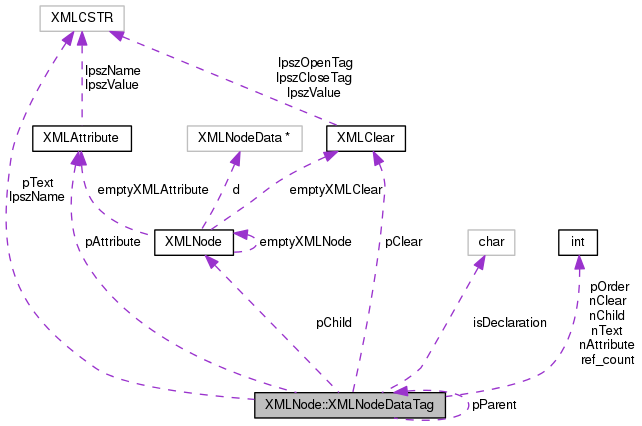 XMLCSTR
lpszName
lpszValue
lpszOpenTag
lpszCloseTag
lpszValue
XMLAttribute
XMLNodeData *
XMLClear
pText
lpszName
emptyXMLAttribute
d
emptyXMLClear
pAttribute
XMLNode
emptyXMLNode
pClear
char
int
pChild
isDeclaration
pOrder
nClear
nChild
nText
nAttribute
ref_count
XMLNode::XMLNodeDataTag
pParent